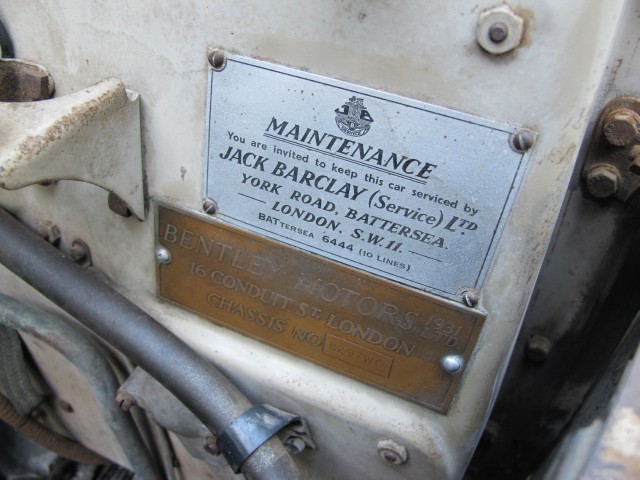 MAINTENANCE
You are invited to keep this car serviced by
JACK BARCLAY (Service) LTD
YORK ROAD, BATTERSEA.
LONDON. S.W.11.
BATTERSEA 6444 (10 LINES)
BENTLEY MOTORS, 1931 LTD.
16 CONDUIT ST. LONDON
CHASSIS NO